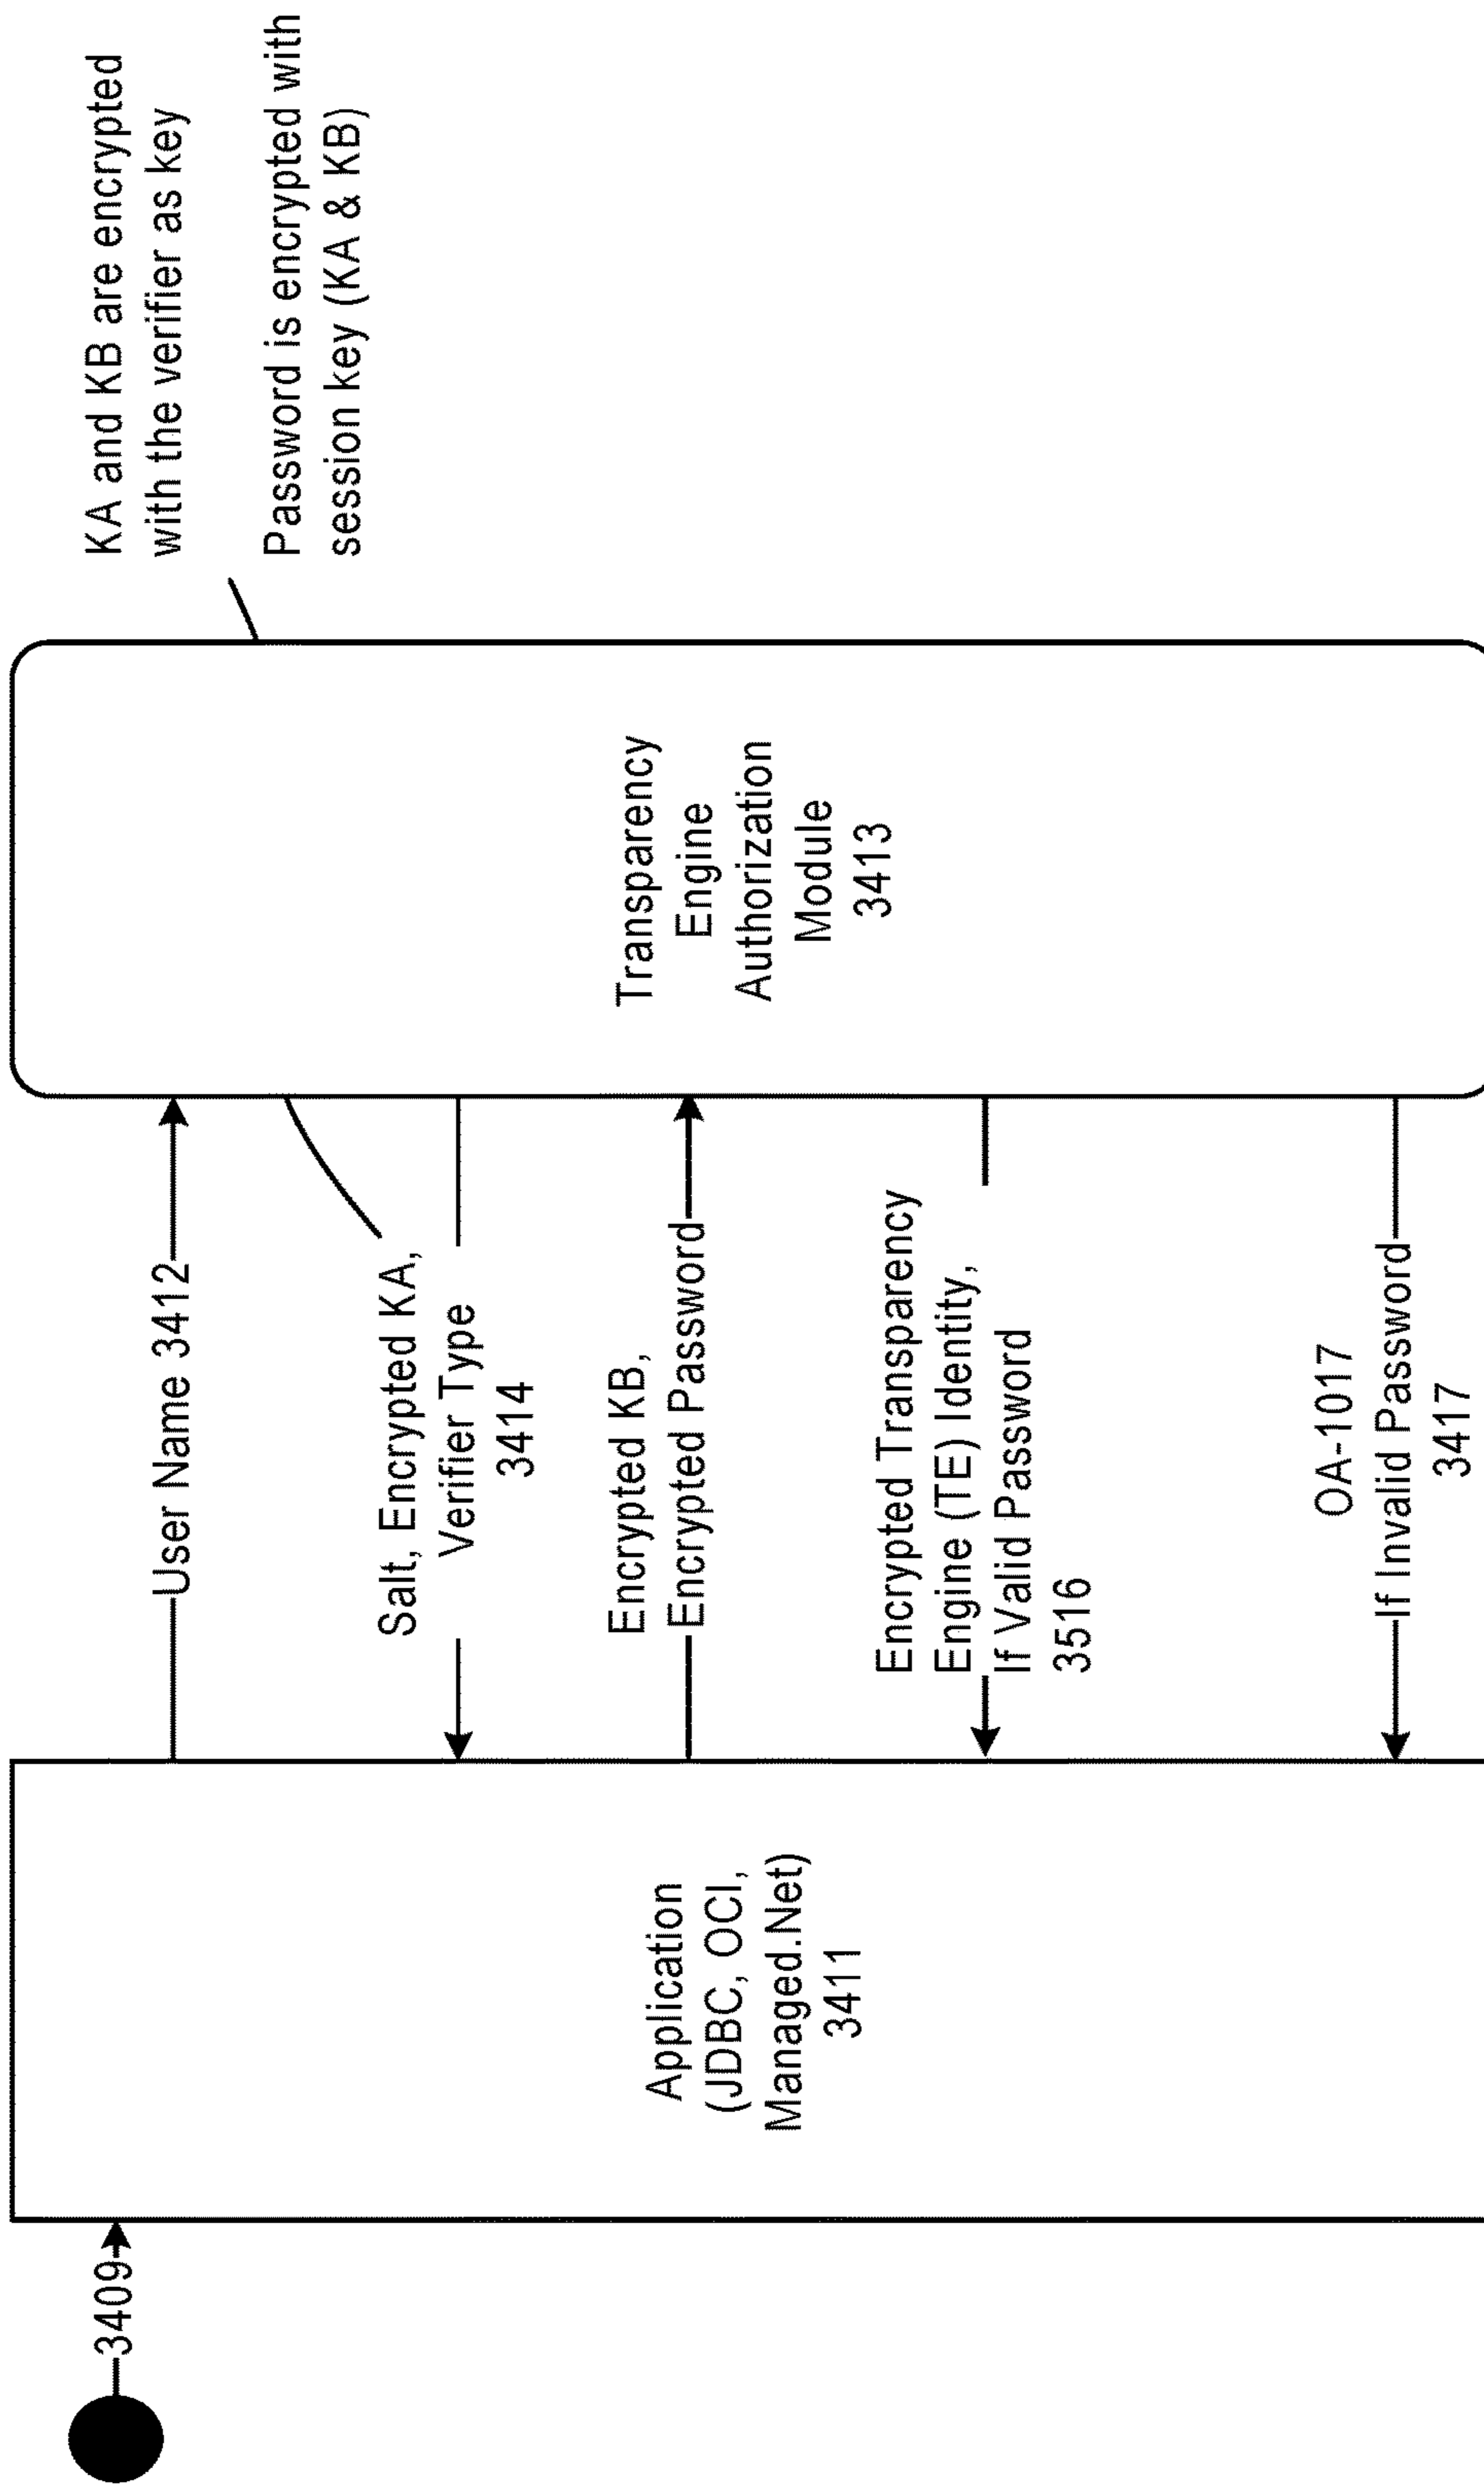 3409
Application
(JDBC, OCI,
Managed.Net)
3411
User Name 3412
Salt, Encrypted KA,
Verifier Type
3414
Encrypted KB,
Encrypted Password
Encrypted Transparency
Engine (TE) Identity,
If Valid Password
3516
OA-1017
If Invalid Password
3417
Transparency
Engine
Authorization
Module
3413
KA and KB are encrypted
with the verifier as key
Password is encrypted with
session key (KA & KB)